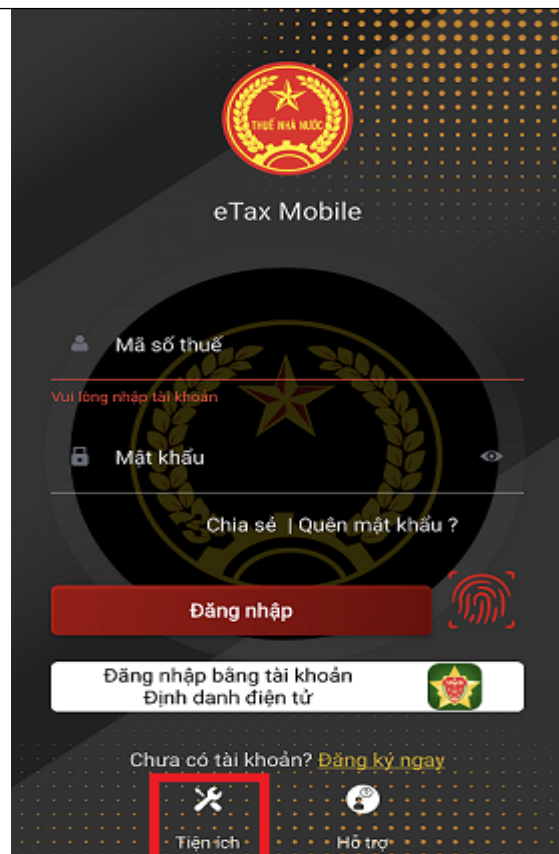 THUẾ NHÀ NƯỚC
eTax Mobile
Mã số thuế
Vui lòng nhập tài khoản
Mật khẩu
Chia sẻ | Quên mật khẩu ?
Đăng nhập
Đăng nhập bằng tài khoản
Định danh điện tử
Chưa có tài khoản? Đăng ký ngay
Tiện ích
Hỗ trợ